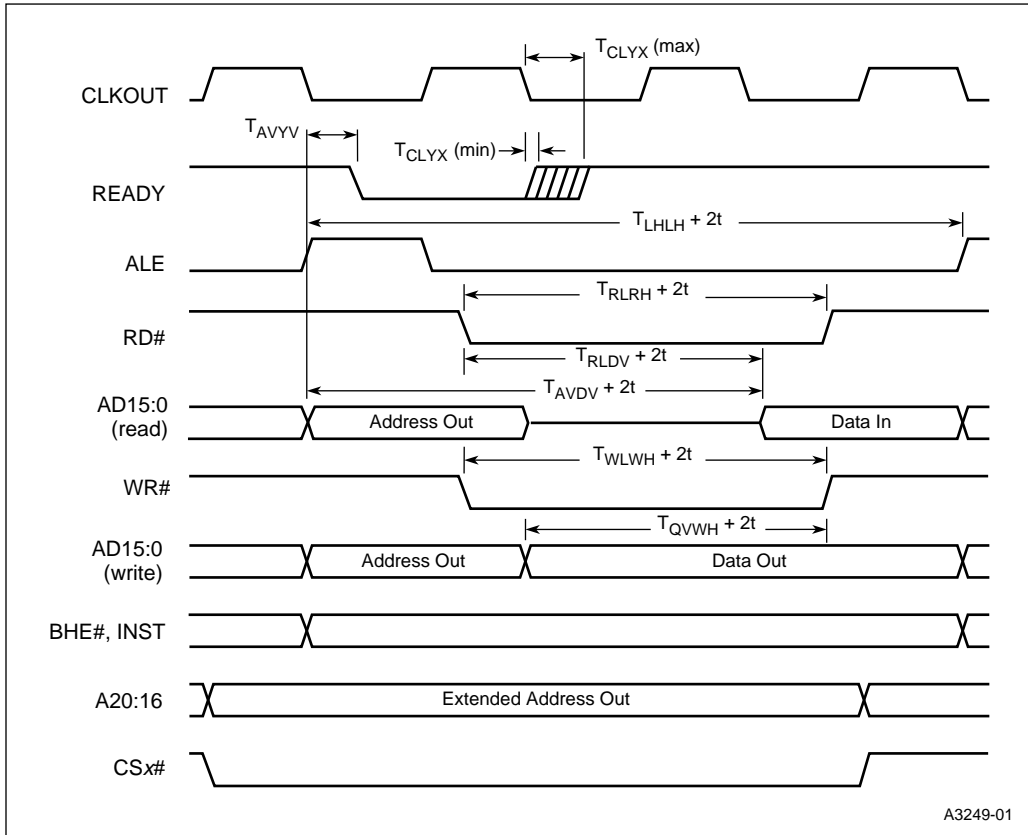 T_CLYX (max)
CLKOUT
T_AVYV
T_CLYX (min)
READY
T_LHLH + 2t
ALE
T_RLRH + 2t
RD#
T_RLDV + 2t
T_AVDV + 2t
AD15:0
(read)
Address Out
Data In
T_WLWH + 2t
WR#
T_QVWH + 2t
AD15:0
(write)
Address Out
Data Out
BHE#, INST
A20:16
Extended Address Out
CSx#
A3249-01